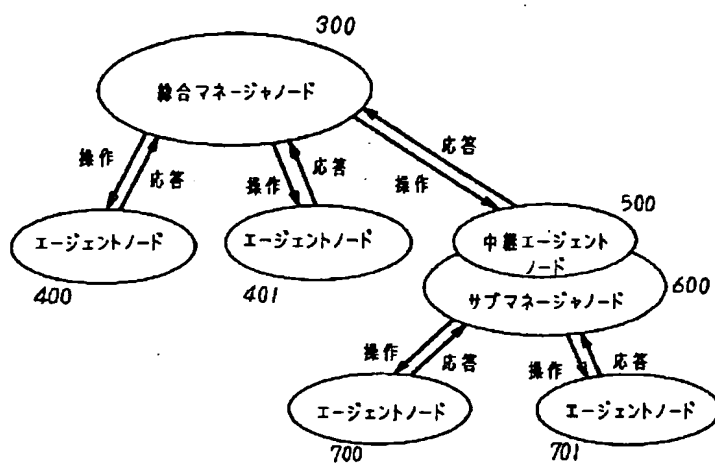 300
綜合マネージャノード
操作
応答
操作
応答
操作
応答
エージェントノード
400
エージェントノード
401
500
中継エージェント
ノード
サブマネージャノード
600
操作
応答
操作
応答
エージェントノード
700
エージェントノード
701